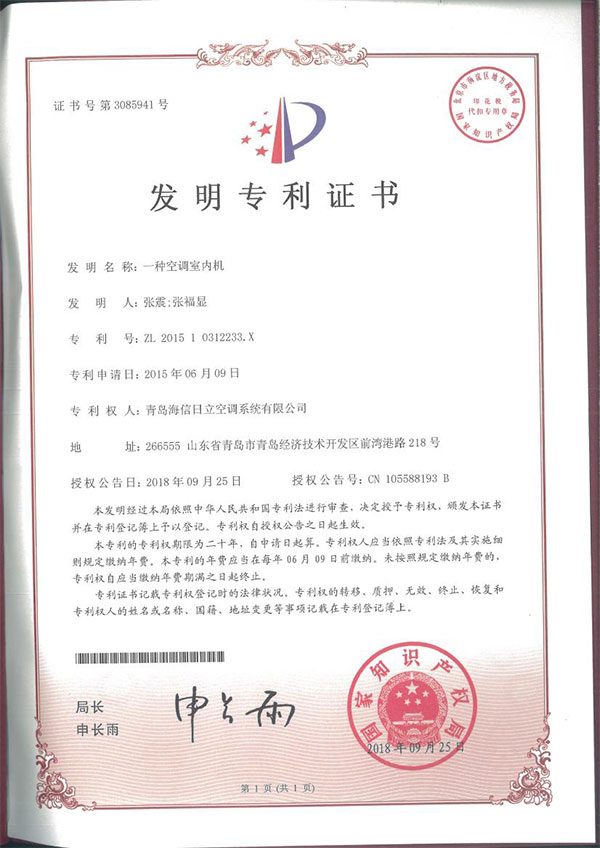 证书号第3085941号
北京市海淀区地方税务局
印花税
代扣专用章
国家知识产权局
发明专利证书
发明名称：一种空调室内机
发明人：张震;张福显
专利号：ZL 2015 1 0312233.X
专利申请日：2015年06月09日
专利权人：青岛海信日立空调系统有限公司
地址：266555 山东省青岛市青岛经济技术开发区前湾港路218号
授权公告日：2018年09月25日 授权公告号：CN 105588193 B
本发明经过本局依照中华人民共和国专利法进行审查，决定授予专利权，颁发本证书
并在专利登记簿上予以登记。专利权自授权公告之日起生效。
本专利的专利权期限为二十年，自申请日起算。专利权人应当依照专利法及其实施细
则规定缴纳年费。本专利的年费应当在每年06月09日前缴纳。未按照规定缴纳年费的，
专利权自应当缴纳年费期满之日起终止。
专利证书记载专利权登记时的法律状况。专利权的转移、质押、无效、终止、恢复和
专利权人的姓名或名称、国籍、地址变更等事项记载在专利登记簿上。
局长
申长雨
申长雨
国家知识产权局
2018年09月25日
第 1 页 (共 1 页)